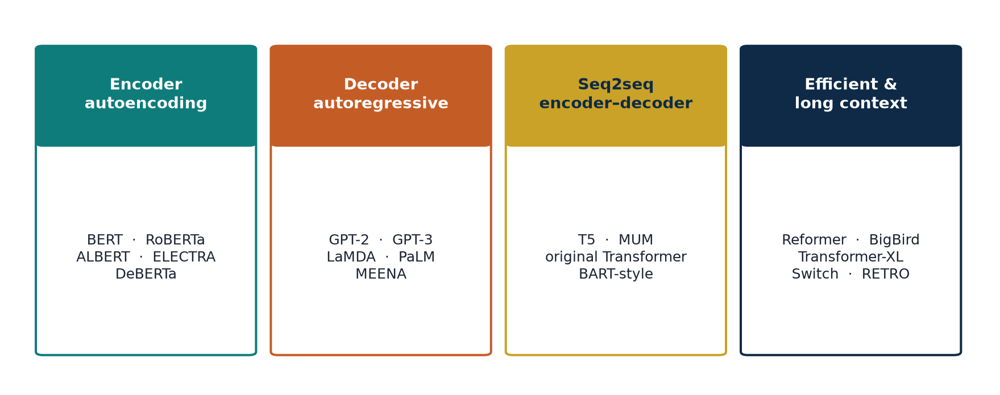 Encoder
autoencoding
BERT · RoBERTa
ALBERT · ELECTRA
DeBERTa
Decoder
autoregressive
GPT-2 · GPT-3
LaMDA · PaLM
MEENA
Seq2seq
encoder–decoder
T5 · MUM
original Transformer
BART-style
Efficient &
long context
Reformer · BigBird
Transformer-XL
Switch · RETRO